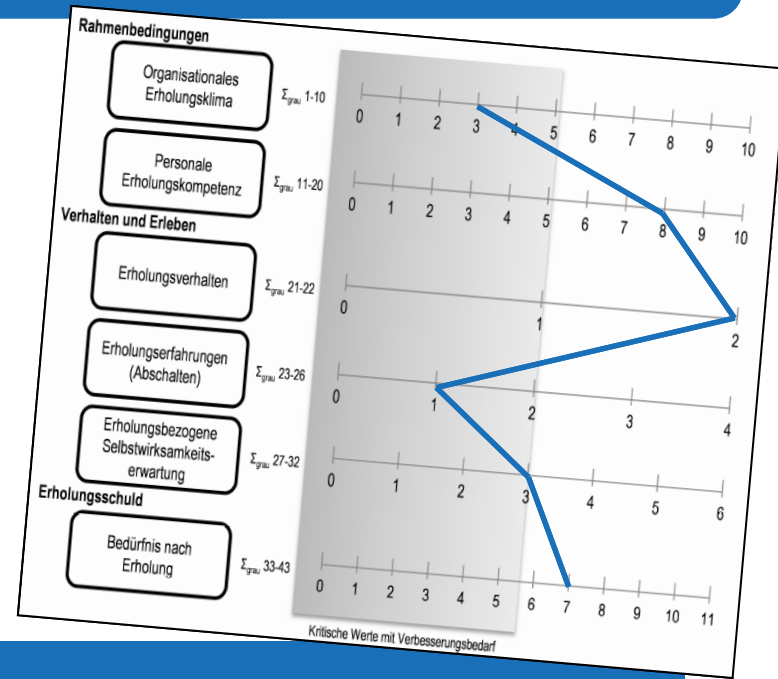 Rahmenbedingungen
Organisationales
Erholungsklima
Σgrau 1-10
0 1 2 3 4 5 6 7 8 9 10
Personale
Erholungskompetenz
Σgrau 11-20
0 1 2 3 4 5 6 7 8 9 10
Verhalten und Erleben
Erholungsverhalten
Σgrau 21-22
0 1 2
Erholungserfahrungen
(Abschalten)
Σgrau 23-26
0 1 2 3 4
Erholungsbezogene
Selbstwirksamkeits-
erwartung
Σgrau 27-32
0 1 2 3 4 5 6
Erholungsschuld
Bedürfnis nach
Erholung
Σgrau 33-43
0 1 2 3 4 5 6 7 8 9 10 11
Kritische Werte mit Verbesserungsbedarf